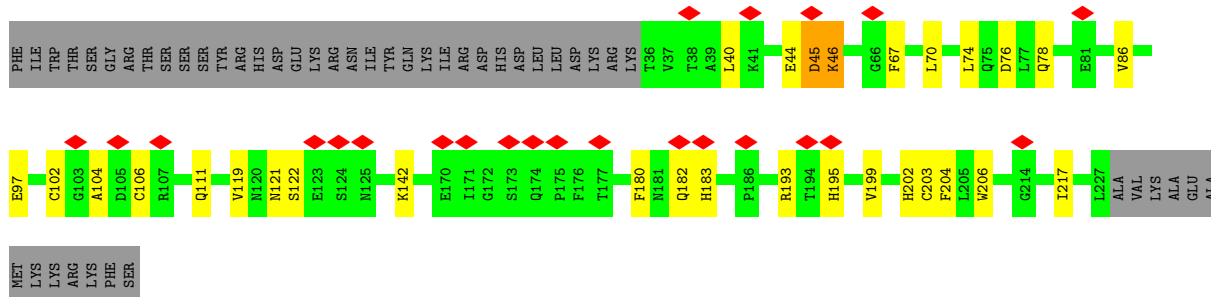 PHE ILE TRP THR SER GLY ARG THR SER SER SER TYR ARG HIS ASP GLU LYS ARG ASN ILE TYR GLN LYS ILE ARG ASP HIS ASP LEU LEU ASP LYS ARG LYS T36 V37 T38 A39 L40 K41 E44 D45 K46 G66 F67 L70 L74 Q75 D76 L77 Q78 E81 V86
E97 C102 G103 A104 D105 C106 R107 Q111 V119 N120 N121 S122 E123 S124 N125 K142 E170 I171 G172 S173 Q174 P175 F176 T177 F180 N181 Q182 H183 P186 R193 T194 H195 V199 H202 C203 F204 L205 W206 G214 I217 L227 ALA VAL LYS ALA GLU ALA
MET LYS LYS ARG LYS PHE SER